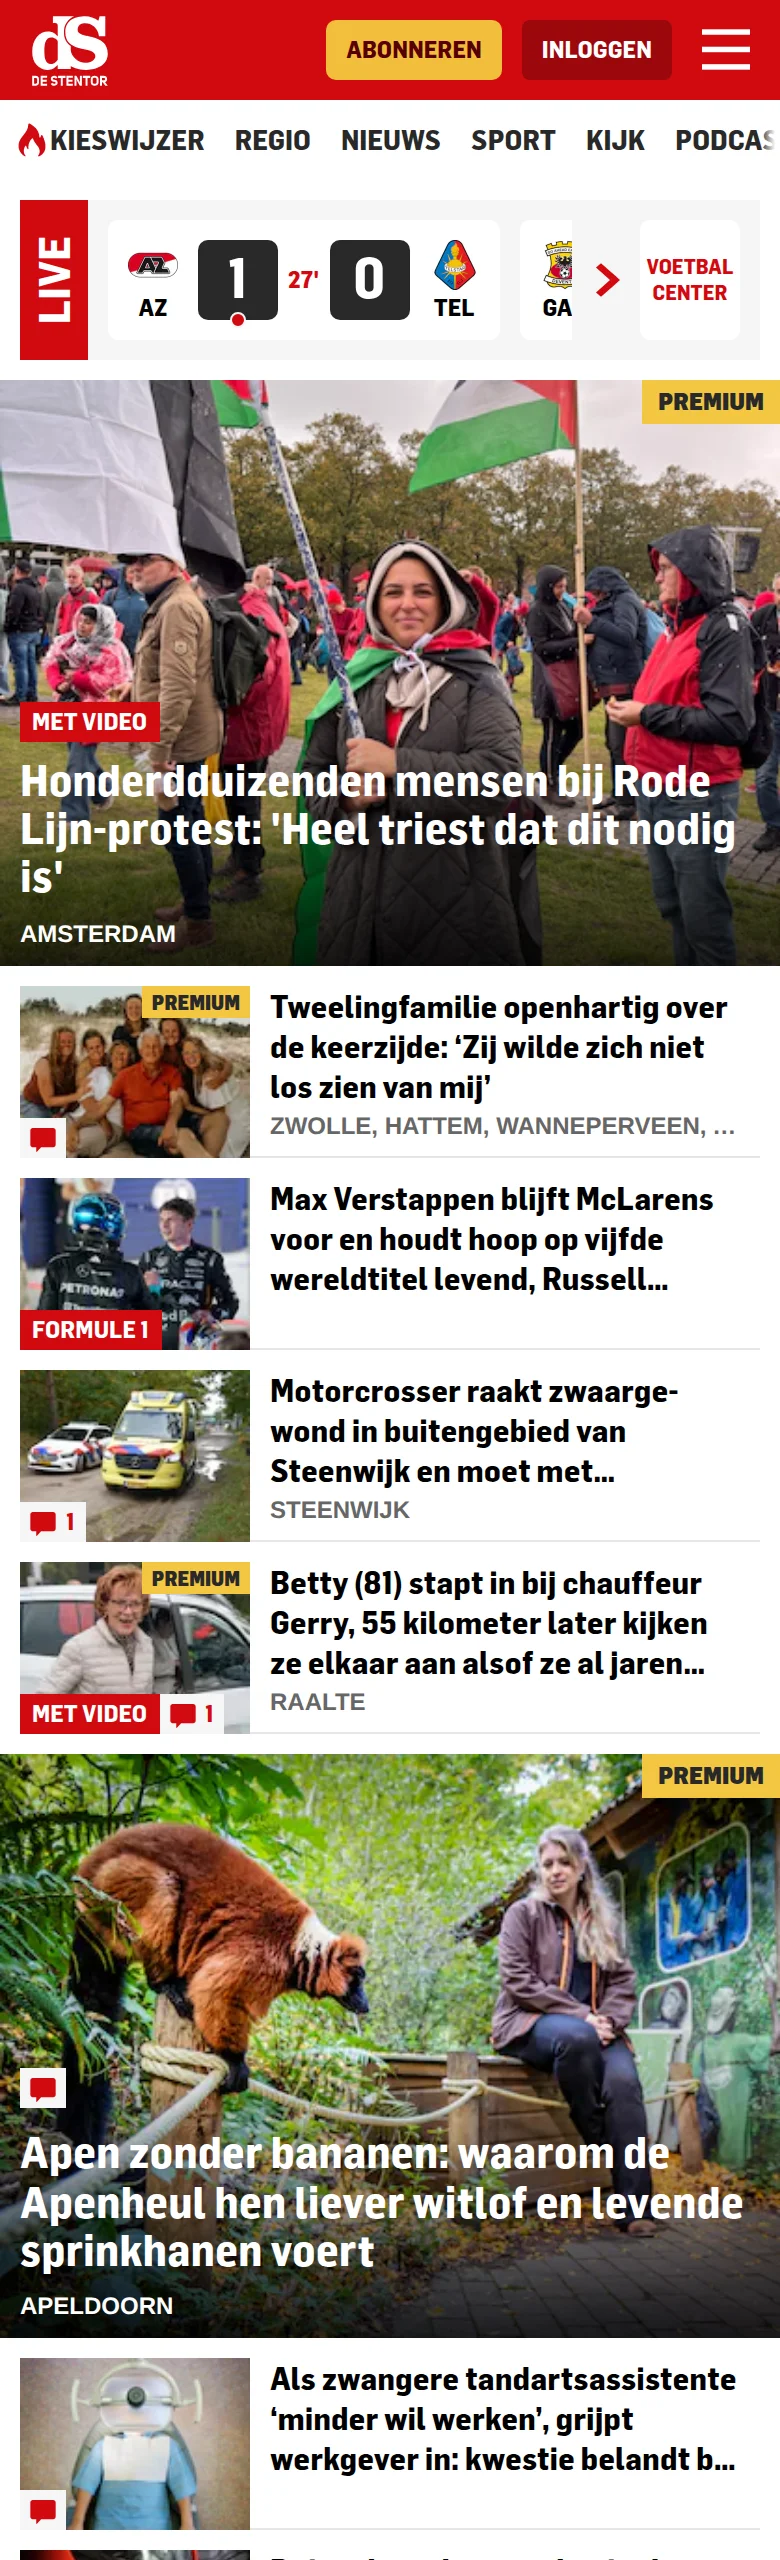 dS
DE STENTOR
ABONNEREN
INLOGGEN
KIESWIJZER REGIO NIEUWS SPORT KIJK PODCAS
LIVE
AZ
1
27'
0
TEL
GA
VOETBAL
CENTER
PREMIUM
MET VIDEO
Honderdduizenden mensen bij Rode
Lijn-protest: 'Heel triest dat dit nodig
is'
AMSTERDAM
PREMIUM
Tweelingfamilie openhartig over
de keerzijde: ‘Zij wilde zich niet
los zien van mij’
ZWOLLE, HATTEM, WANNEPERVEEN, ...
PETRONAS
FORMULE 1
Max Verstappen blijft McLarens
voor en houdt hoop op vijfde
wereldtitel levend, Russell...
1
Motorcrosser raakt zwaarge-
wond in buitengebied van
Steenwijk en moet met...
STEENWIJK
PREMIUM
MET VIDEO
1
Betty (81) stapt in bij chauffeur
Gerry, 55 kilometer later kijken
ze elkaar aan alsof ze al jaren...
RAALTE
PREMIUM
Apen zonder bananen: waarom de
Apenheul hen liever witlof en levende
sprinkhanen voert
APELDOORN
Als zwangere tandartsassistente
‘minder wil werken’, grijpt
werkgever in: kwestie belandt b...